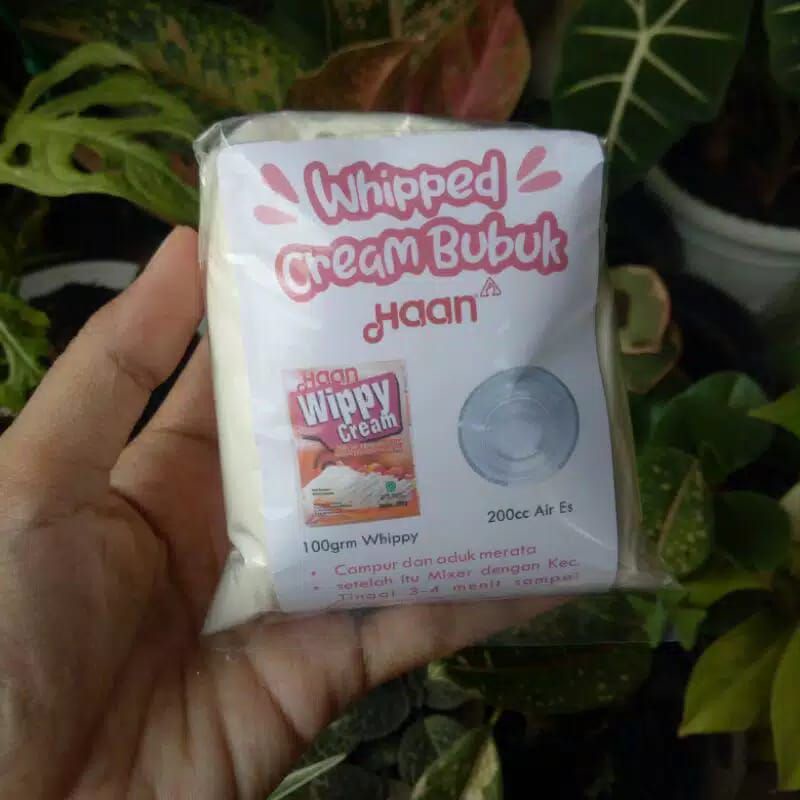 Whipped
Cream Bubuk
Haan
Haan
Wippy
Cream
100grm Whippy
200cc Air Es
• Campur dan aduk merata
• setelah itu Mixer dengan Kec.
Tinggi 3-4 menit sampai